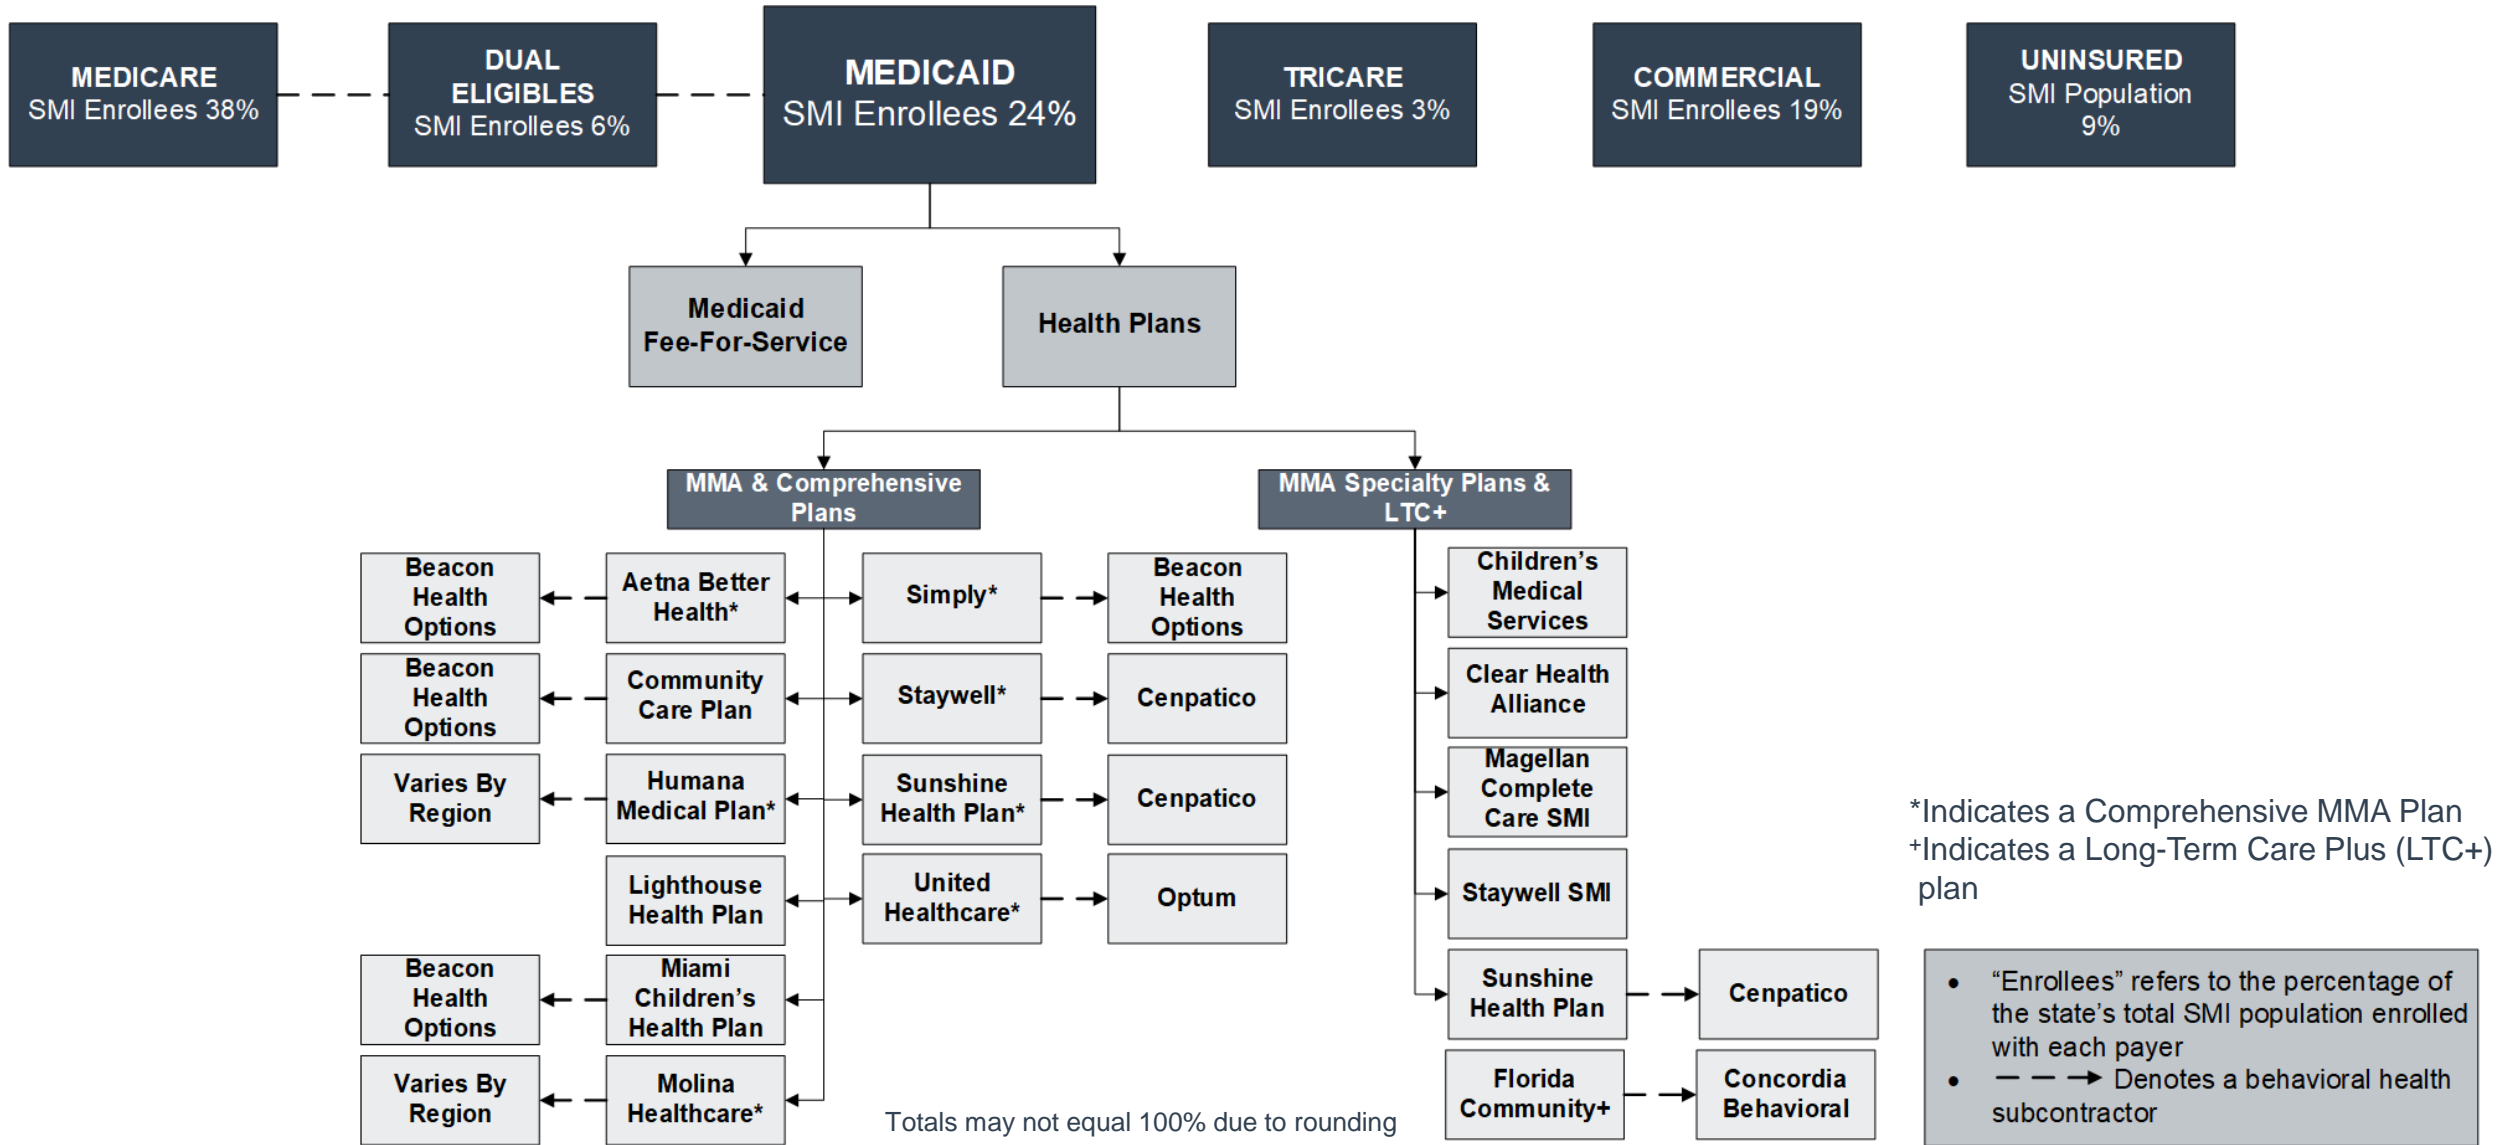 MEDICARE
SMI Enrollees 38%
DUAL
ELIGIBLES
SMI Enrollees 6%
MEDICAID
SMI Enrollees 24%
TRICARE
SMI Enrollees 3%
COMMERCIAL
SMI Enrollees 19%
UNINSURED
SMI Population
9%
Medicaid
Fee-For-Service
Health Plans
MMA & Comprehensive
Plans
MMA Specialty Plans &
LTC+
Beacon
Health
Options
Aetna Better
Health*
Simply*
Beacon
Health
Options
Beacon
Health
Options
Community
Care Plan
Staywell*
Cenpatico
Varies By
Region
Humana
Medical Plan*
Sunshine
Health Plan*
Cenpatico
Lighthouse
Health Plan
United
Healthcare*
Optum
Beacon
Health
Options
Miami
Children's
Health Plan
Varies By
Region
Molina
Healthcare*
Children's
Medical
Services
Clear Health
Alliance
Magellan
Complete
Care SMI
Staywell SMI
Sunshine
Health Plan
Cenpatico
Florida
Community+
Concordia
Behavioral
*Indicates a Comprehensive MMA Plan
+Indicates a Long-Term Care Plus (LTC+)
plan
• “Enrollees” refers to the percentage of
the state's total SMI population enrolled
with each payer
• Denotes a behavioral health
subcontractor
Totals may not equal 100% due to rounding